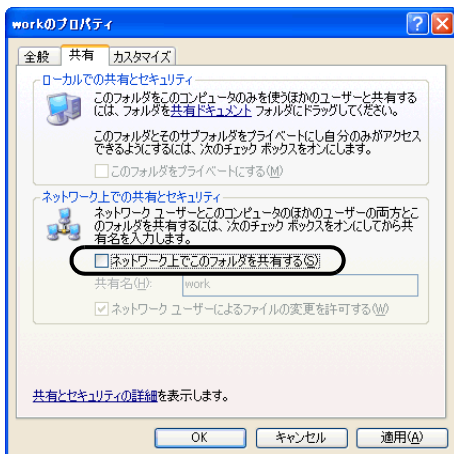 workのプロパティ
全般 共有 カスタマイズ
ローカルでの共有とセキュリティ
このフォルダをこのコンピュータのみを使うほかのユーザーと共有する
には、フォルダを共有ドキュメント フォルダにドラッグしてください。
このフォルダとそのサブフォルダをプライベートにし自分のみがアクセス
できるようにするには、次のチェック ボックスをオンにします。
このフォルダをプライベートにする(M)
ネットワーク上での共有とセキュリティ
ネットワーク ユーザーとこのコンピュータのほかのユーザーの両方とこ
のフォルダを共有するには、次のチェック ボックスをオンにしてから共
有名を入力します。
ネットワーク上でこのフォルダを共有する(S)
共有名(H): work
ネットワーク ユーザーによるファイルの変更を許可する(W)
共有とセキュリティの詳細を表示します。
OK キャンセル 適用(A)